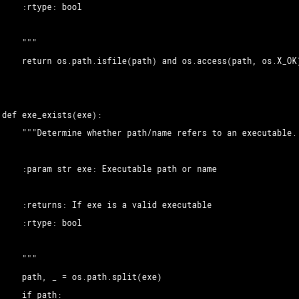 :rtype: bool
"""
return os.path.isfile(path) and os.access(path, os.X_OK)
def exe_exists(exe):
"""Determine whether path/name refers to an executable.
:param str exe: Executable path or name
:returns: If exe is a valid executable
:rtype: bool
"""
path, _ = os.path.split(exe)
if path: